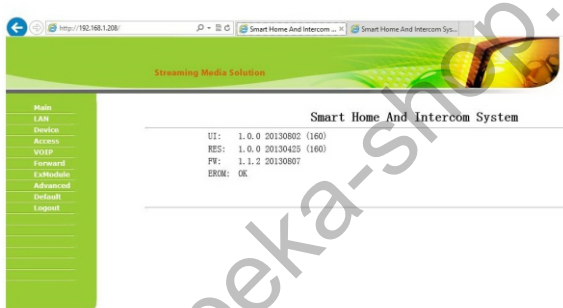 http://192.168.1.208/
Smart Home And Intercom ...
Smart Home And Intercom Sys...
Streaming Media Solution
Main
LAN
Device
Access
VOIP
Forward
ExModule
Advanced
Default
Logout
Smart Home And Intercom System
UI: 1.0.0 20130802 (160)
RES: 1.0.0 20130425 (160)
FW: 1.1.2 20130807
EROM: OK
eka-shop.